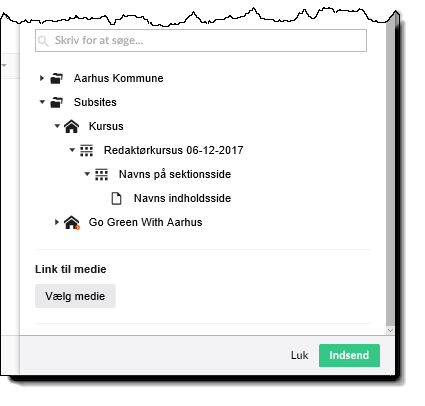 Skriv for at søge...
Aarhus Kommune
Subsites
Kursus
Redaktørkursus 06-12-2017
Navns på sektionsside
Navns indholdsside
Go Green With Aarhus
Link til medie
Vælg medie
Luk Indsend